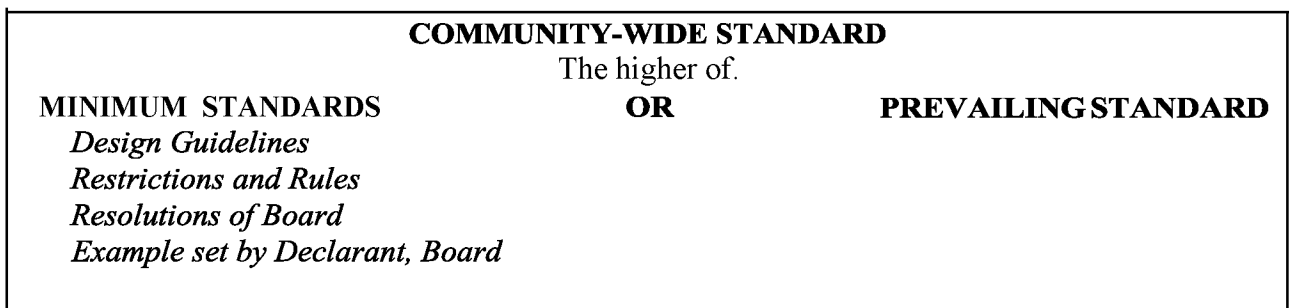 COMMUNITY-WIDE STANDARD
The higher of.
MINIMUM STANDARDS OR PREVAILING STANDARD
Design Guidelines
Restrictions and Rules
Resolutions of Board
Example set by Declarant, Board